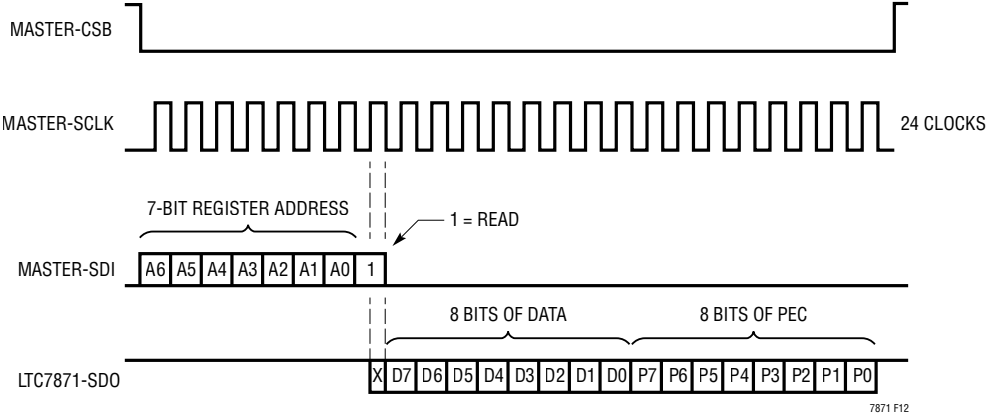 MASTER-CSB
MASTER-SCLK
24 CLOCKS
7-BIT REGISTER ADDRESS
1 = READ
MASTER-SDI
A6 A5 A4 A3 A2 A1 A0 1
8 BITS OF DATA
8 BITS OF PEC
LTC7871-SDO
X D7 D6 D5 D4 D3 D2 D1 D0 P7 P6 P5 P4 P3 P2 P1 P0
7871 F12